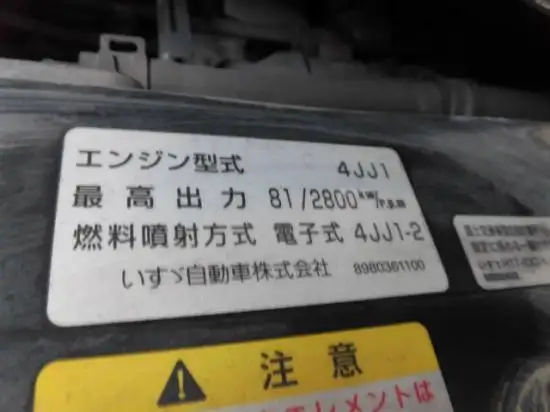 エンジン型式 4JJ1
最高出力 81/2800kW/r.p.m
燃料噴射方式 電子式 4JJ1-2
いすゞ自動車株式会社 8980361100
注意
エレメントは